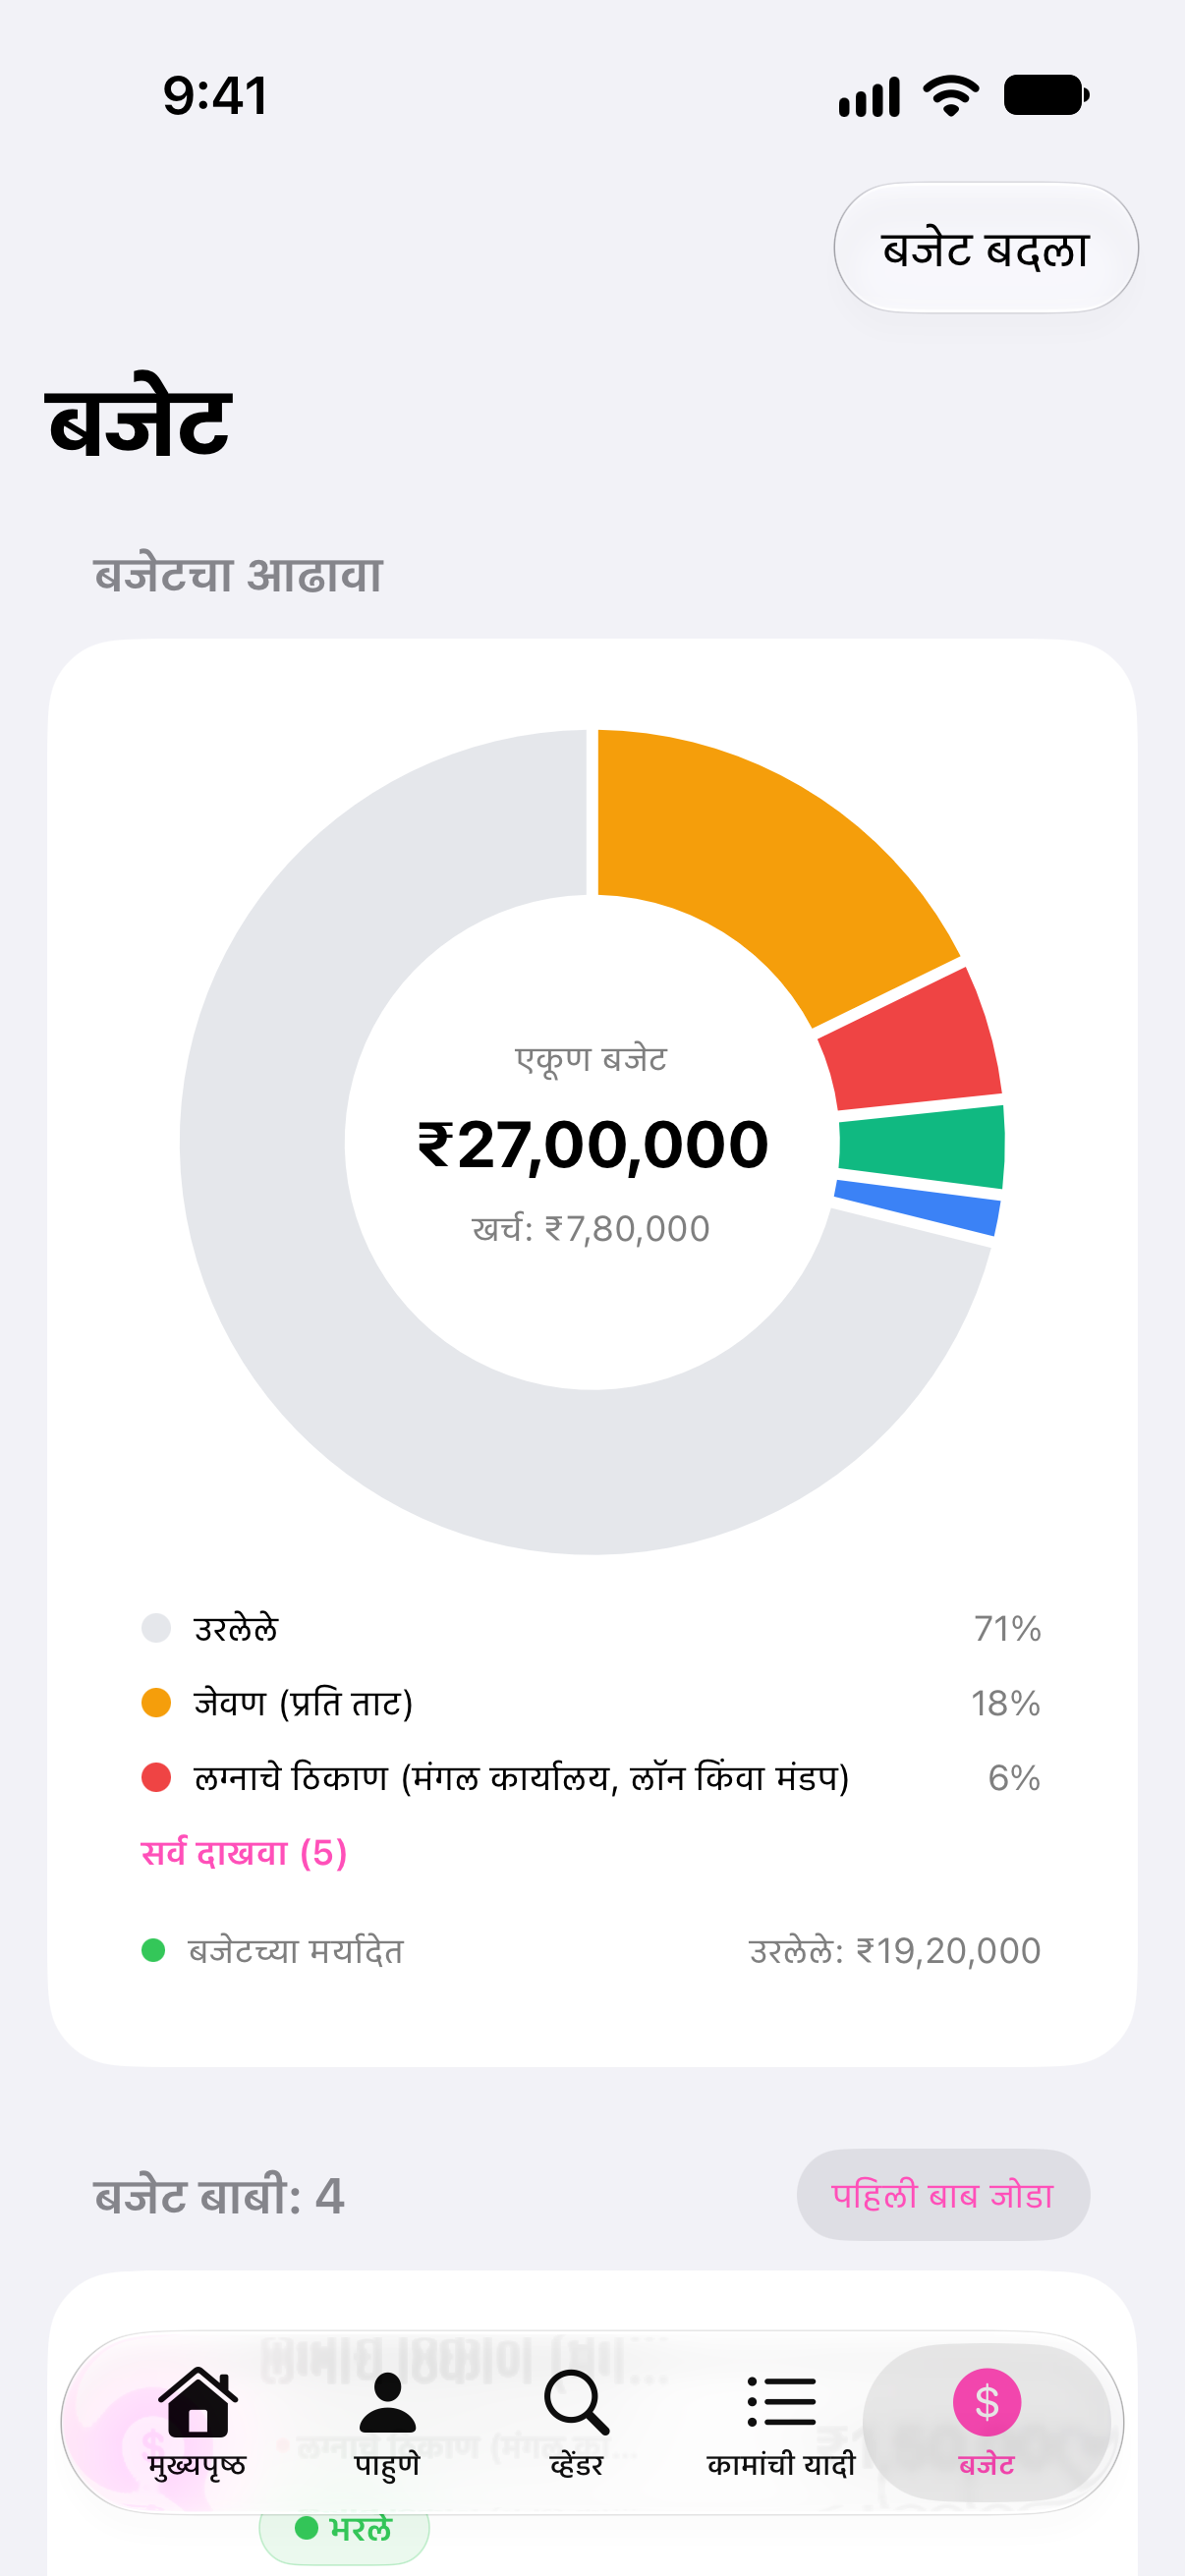 9:41
बजेट बदला
बजेट
बजेटचा आढावा
एकूण बजेट
₹27,00,000
खर्च: ₹7,80,000
उरलेले 71%
जेवण (प्रति ताट) 18%
लग्नाचे ठिकाण (मंगल कार्यालय, लॉन किंवा मंडप) 6%
सर्व दाखवा (5)
बजेटच्या मर्यादेत उरलेले: ₹19,20,000
बजेट बाबी: 4 पहिली बाब जोडा
लग्नाचे ठिकाण (मंगल का...
मुख्यपृष्ठ पाहुणे व्हेंडर कामांची यादी बजेट
भरले